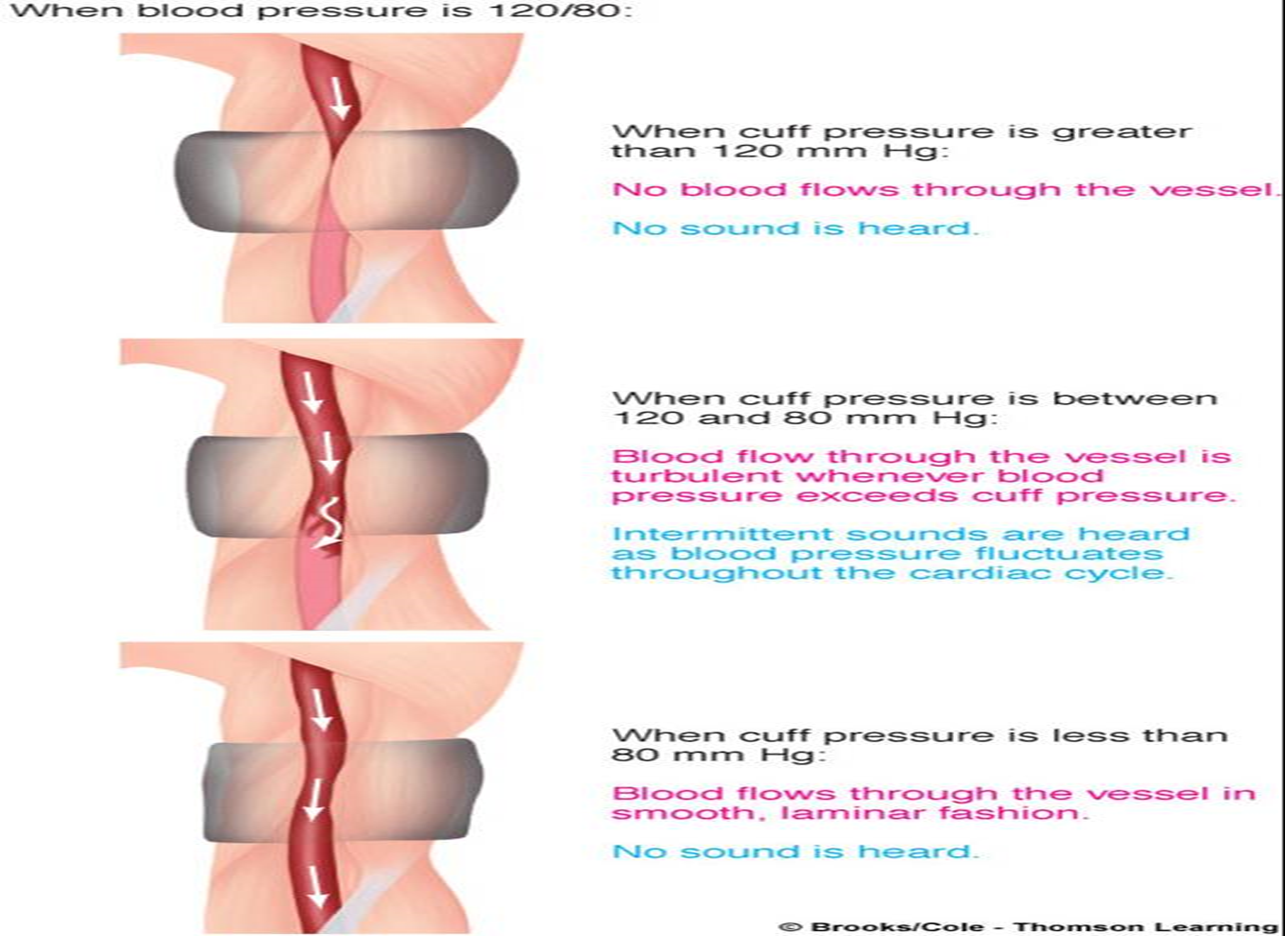 When blood pressure is 120/80:
When cuff pressure is greater
than 120 mm Hg:
No blood flows through the vessel.
No sound is heard.
When cuff pressure is between
120 and 80 mm Hg:
Blood flow through the vessel is
turbulent whenever blood
pressure exceeds cuff pressure.
Intermittent sounds are heard
as blood pressure fluctuates
throughout the cardiac cycle.
When cuff pressure is less than
80 mm Hg:
Blood flows through the vessel in
smooth, laminar fashion.
No sound is heard.
© Brooks/Cole - Thomson Learning